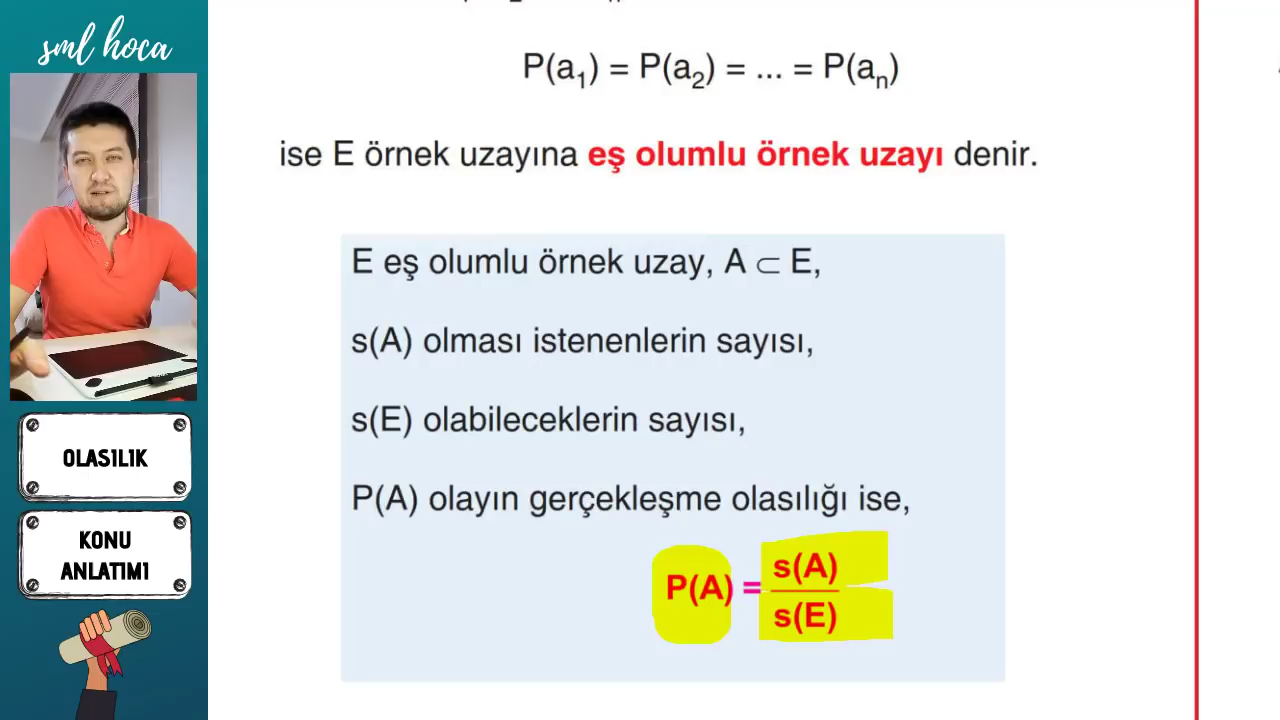 sml hoca
P(a₁) = P(a₂) = ... = P(aₙ)
ise E örnek uzayına eş olumlu örnek uzayı denir.
E eş olumlu örnek uzay, A ⊂ E,
s(A) olması istenenlerin sayısı,
s(E) olabileceklerin sayısı,
P(A) olayın gerçekleşme olasılığı ise,
P(A) = s(A)
s(E)
OLASILIK
KONU
ANLATIMI